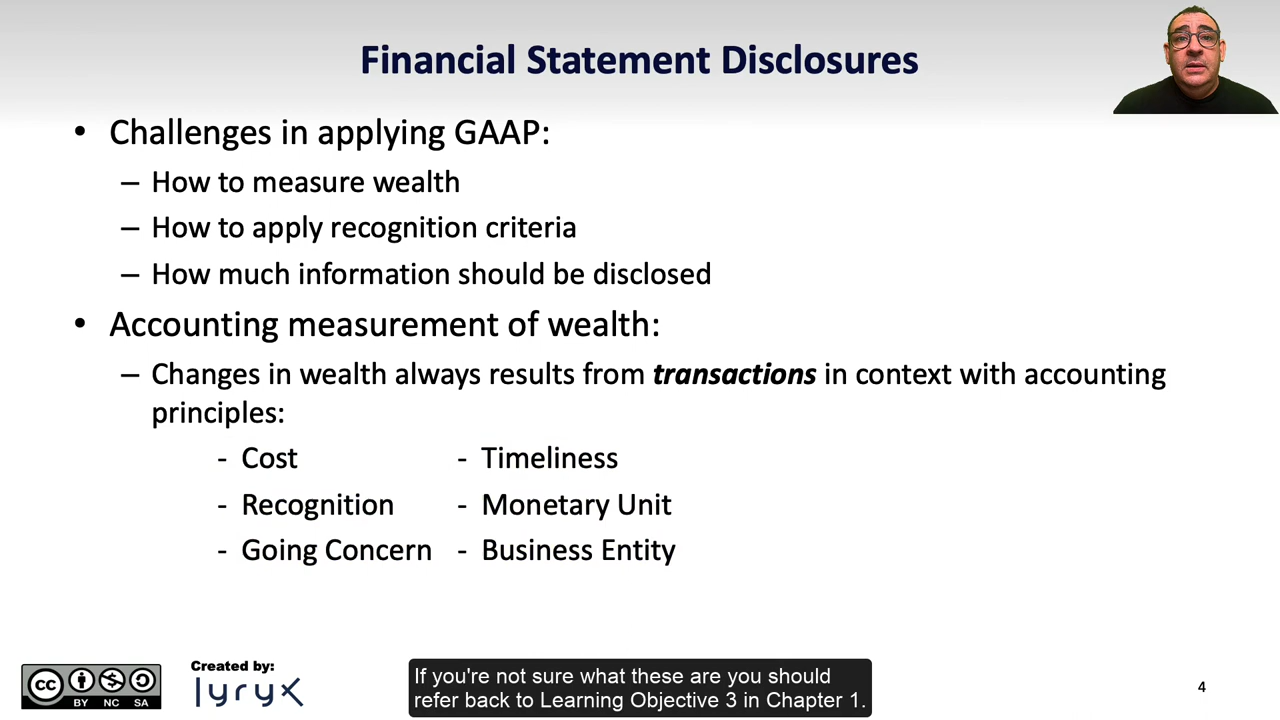 Financial Statement Disclosures
• Challenges in applying GAAP:
– How to measure wealth
– How to apply recognition criteria
– How much information should be disclosed
• Accounting measurement of wealth:
– Changes in wealth always results from transactions in context with accounting
principles:
- Cost - Timeliness
- Recognition - Monetary Unit
- Going Concern - Business Entity
cc BY NC SA
Created by:
lyryx
If you're not sure what these are you should
refer back to Learning Objective 3 in Chapter 1.
4